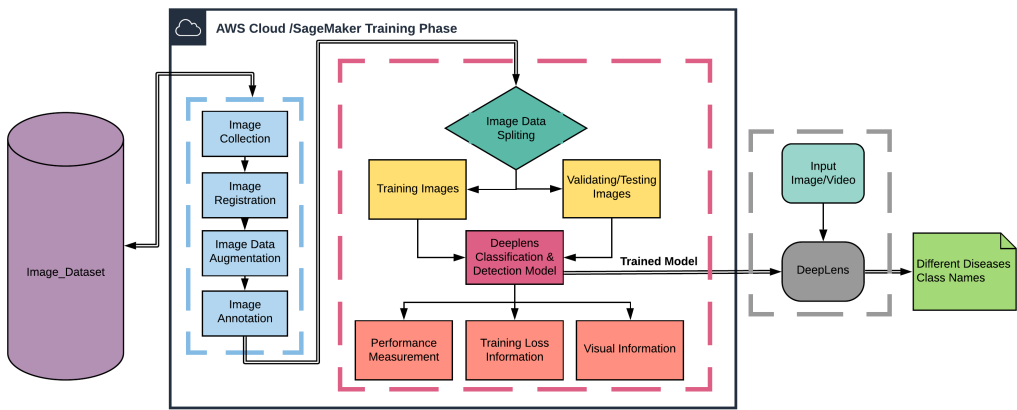 AWS Cloud /SageMaker Training Phase
Image_Dataset
Image
Collection
Image
Registration
Image Data
Augmentation
Image
Annotation
Image Data
Spliting
Training Images
Validating/Testing
Images
Deeplens
Classification &
Detection Model
Performance
Measurement
Training Loss
Information
Visual Information
Trained Model
Input
Image/Video
DeepLens
Different Diseases
Class Names